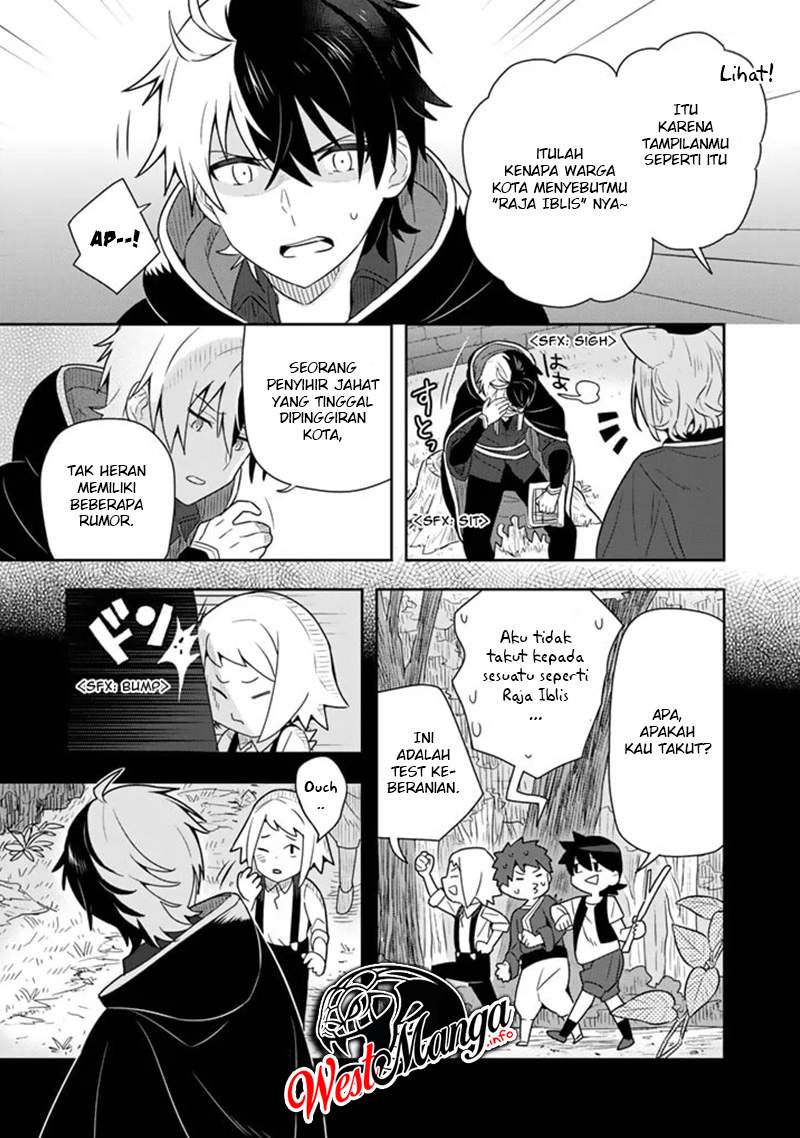 Lihat!
ITU
KARENA
TAMPILANMU
SEPERTI ITU
ITULAH
KENAPA WARGA
KOTA MENYEBUTMU
"RAJA IBLIS" NYA~
AP--!
<SFX: SIGH>
はあぁ
すとっ
<SFX: SIT>
SEORANG
PENYIHIR JAHAT
YANG TINGGAL
DIPINGGIRAN
KOTA,
TAK HERAN
MEMILIKI
BEBERAPA
RUMOR.
APA,
APAKAH
KAU TAKUT?
Aku tidak
takut kepada
sesuatu seperti
Raja Iblis
...
INI
ADALAH
TEST KE-
BERANIAN.
ドン
<SFX: BUMP>
Ouch
..
WestManga
.info